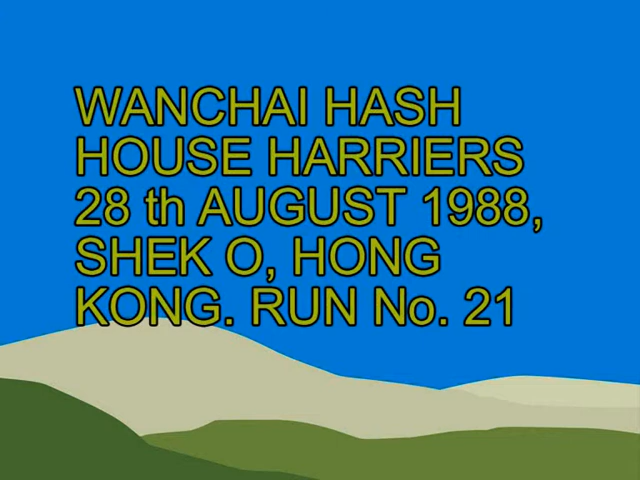 WANCHAI HASH
HOUSE HARRIERS
28 th AUGUST 1988,
SHEK O, HONG
KONG. RUN No. 21